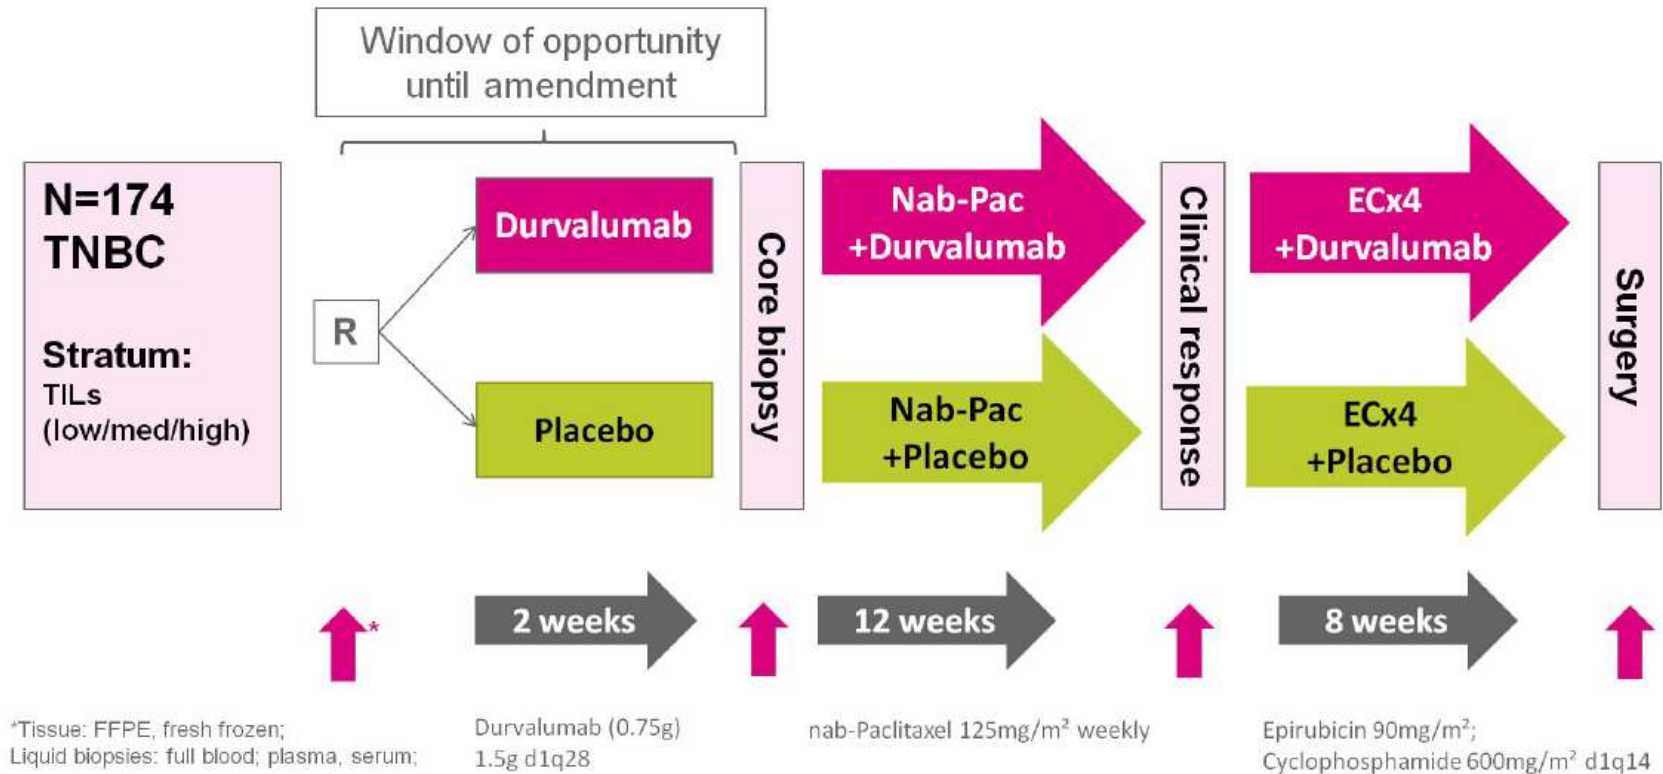 Window of opportunity
until amendment
N=174
TNBC
Stratum:
TILs
(low/med/high)
R
Durvalumab
Placebo
Core biopsy
Nab-Pac
+Durvalumab
Nab-Pac
+Placebo
Clinical response
ECx4
+Durvalumab
ECx4
+Placebo
Surgery
*
2 weeks
12 weeks
8 weeks
*Tissue: FFPE, fresh frozen;
Liquid biopsies: full blood; plasma, serum;
Durvalumab (0.75g)
1.5g d1q28
nab-Paclitaxel 125mg/m² weekly
Epirubicin 90mg/m²;
Cyclophosphamide 600mg/m² d1q14